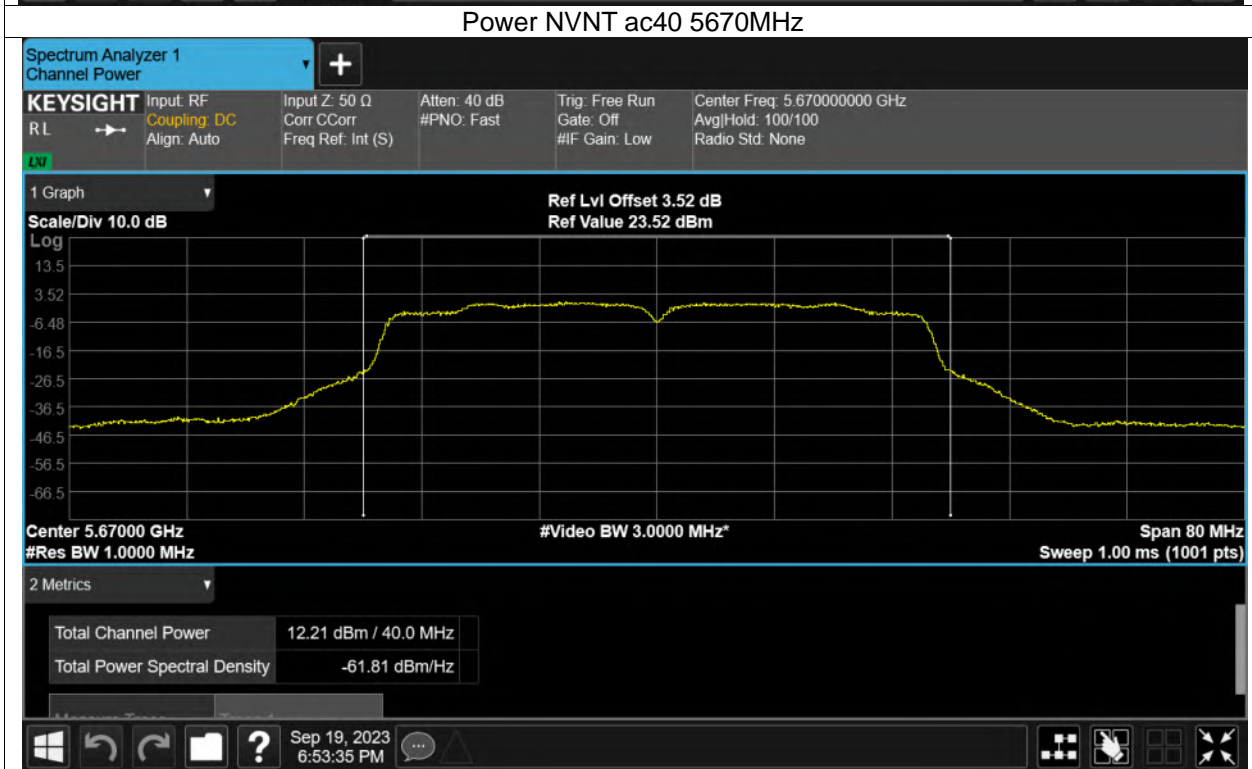 Power NVNT ac40 5670MHz
Spectrum Analyzer 1
Channel Power
+
KEYSIGHT
RL
LXI
Input: RF
Coupling: DC
Align: Auto
Input Z: 50 Ω
Corr CCorr
Freq Ref: Int (S)
Atten: 40 dB
#PNO: Fast
Trig: Free Run
Gate: Off
#IF Gain: Low
Center Freq: 5.670000000 GHz
Avg|Hold: 100/100
Radio Std: None
1 Graph
Scale/Div 10.0 dB
Ref Lvl Offset 3.52 dB
Ref Value 23.52 dBm
Log
13.5
3.52
-6.48
-16.5
-26.5
-36.5
-46.5
-56.5
-66.5
Center 5.67000 GHz
#Video BW 3.0000 MHz*
Span 80 MHz
#Res BW 1.0000 MHz
Sweep 1.00 ms (1001 pts)
2 Metrics
Total Channel Power 12.21 dBm / 40.0 MHz
Total Power Spectral Density -61.81 dBm/Hz
?
Sep 19, 2023
6:53:35 PM